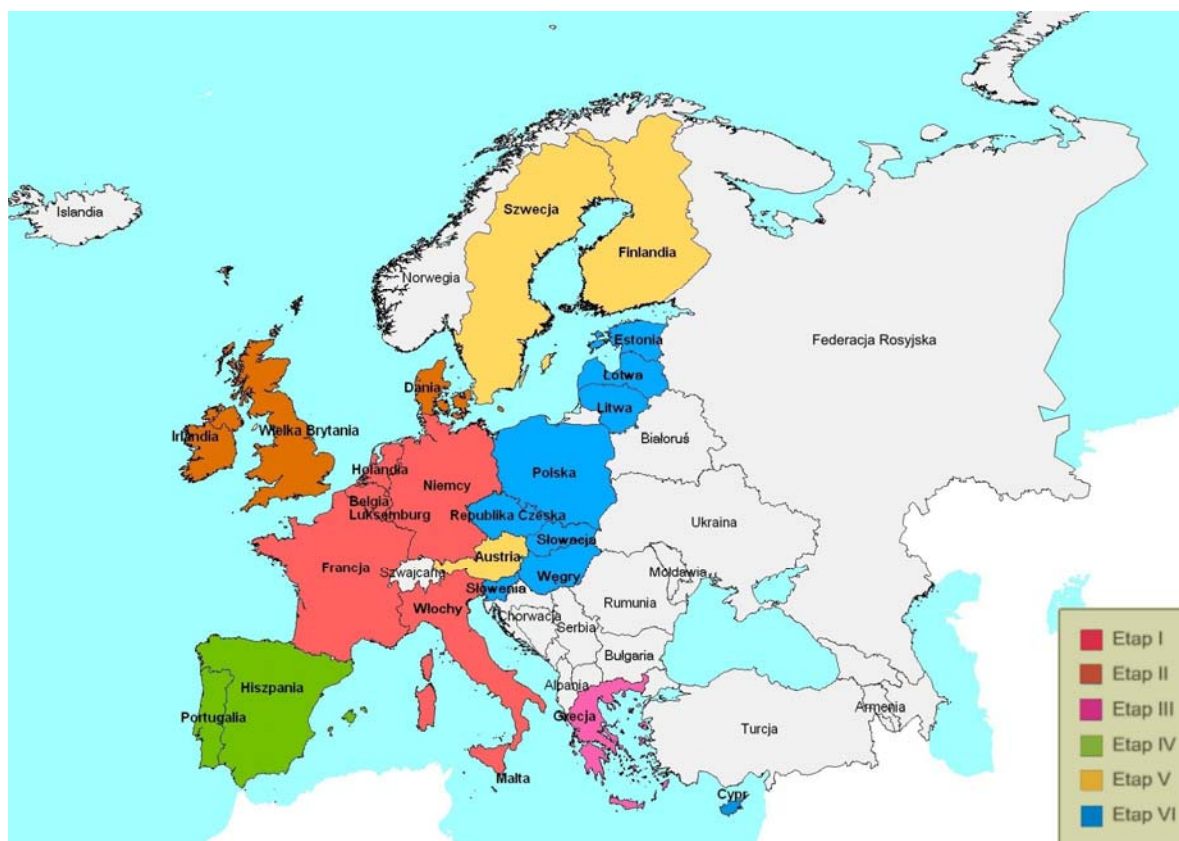 Islandia
Szwecja
Finlandia
Norwegia
Federacja Rosyjska
Estonia
Łotwa
Dania
Litwa
Irlandia
Wielka Brytania
Białoruś
Holandia
Polska
Niemcy
Belgia
Luksemburg
Republika Czeska
Ukraina
Słowacja
Austria
Francja
Szwajcaria
Węgry
Mołdawia
Słowenia
Włochy
Rumunia
Chorwacja
Serbia
Bulgaria
Hiszpania
Albania
Portugalia
Grecja
Armenia
Turcja
Malta
Cypr
Etap I
Etap II
Etap III
Etap IV
Etap V
Etap VI